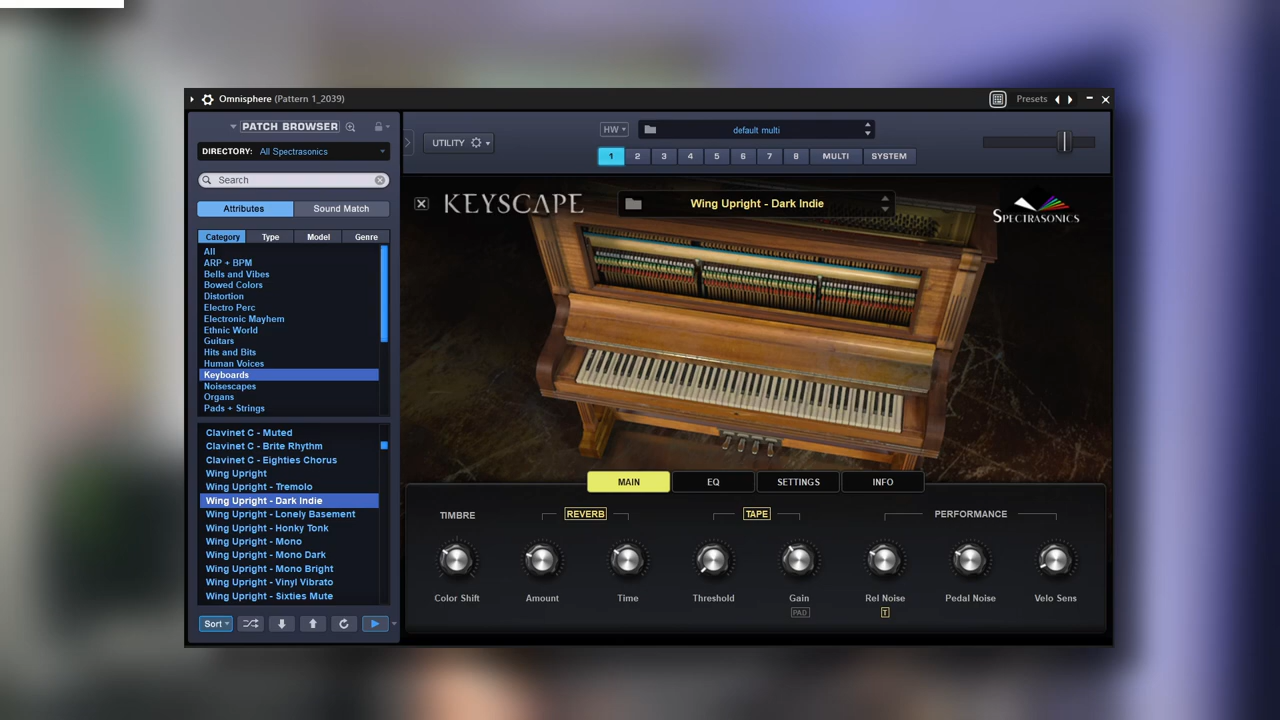 Omnisphere (Pattern 1_2039)
Presets
PATCH BROWSER
DIRECTORY: All Spectrasonics
Search
Attributes Sound Match
Category Type Model Genre
All
ARP + BPM
Bells and Vibes
Bowed Colors
Distortion
Electro Perc
Electronic Mayhem
Ethnic World
Guitars
Hits and Bits
Human Voices
Keyboards
Noisescapes
Organs
Pads + Strings
Clavinet C - Muted
Clavinet C - Brite Rhythm
Clavinet C - Eighties Chorus
Wing Upright
Wing Upright - Tremolo
Wing Upright - Dark Indie
Wing Upright - Lonely Basement
Wing Upright - Honky Tonk
Wing Upright - Mono
Wing Upright - Mono Dark
Wing Upright - Mono Bright
Wing Upright - Vinyl Vibrato
Wing Upright - Sixties Mute
Sort
UTILITY
HW
default multi
1 2 3 4 5 6 7 8 MULTI SYSTEM
KEYSCAPE
Wing Upright - Dark Indie
SPECTRASONICS
MAIN EQ SETTINGS INFO
TIMBRE REVERB TAPE PERFORMANCE
Color Shift Amount Time Threshold Gain Rel Noise Pedal Noise Velo Sens
PAD T